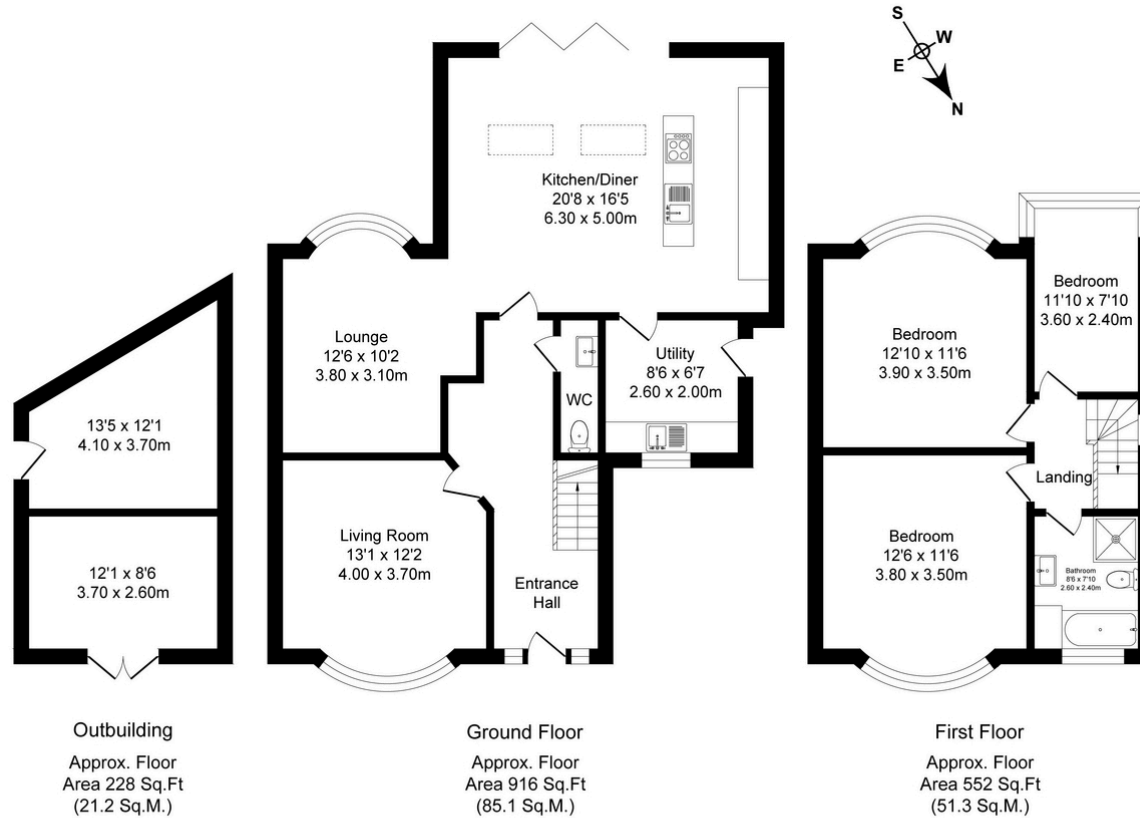 S
W
E
N
Kitchen/Diner
20'8 x 16'5
6.30 x 5.00m
Lounge
12'6 x 10'2
3.80 x 3.10m
Utility
8'6 x 6'7
2.60 x 2.00m
WC
Living Room
13'1 x 12'2
4.00 x 3.70m
Entrance
Hall
13'5 x 12'1
4.10 x 3.70m
12'1 x 8'6
3.70 x 2.60m
Bedroom
11'10 x 7'10
3.60 x 2.40m
Bedroom
12'10 x 11'6
3.90 x 3.50m
Landing
Bedroom
12'6 x 11'6
3.80 x 3.50m
Bathroom
8'6 x 7'10
2.60 x 2.40m
Outbuilding
Approx. Floor
Area 228 Sq.Ft
(21.2 Sq.M.)
Ground Floor
Approx. Floor
Area 916 Sq.Ft
(85.1 Sq.M.)
First Floor
Approx. Floor
Area 552 Sq.Ft
(51.3 Sq.M.)